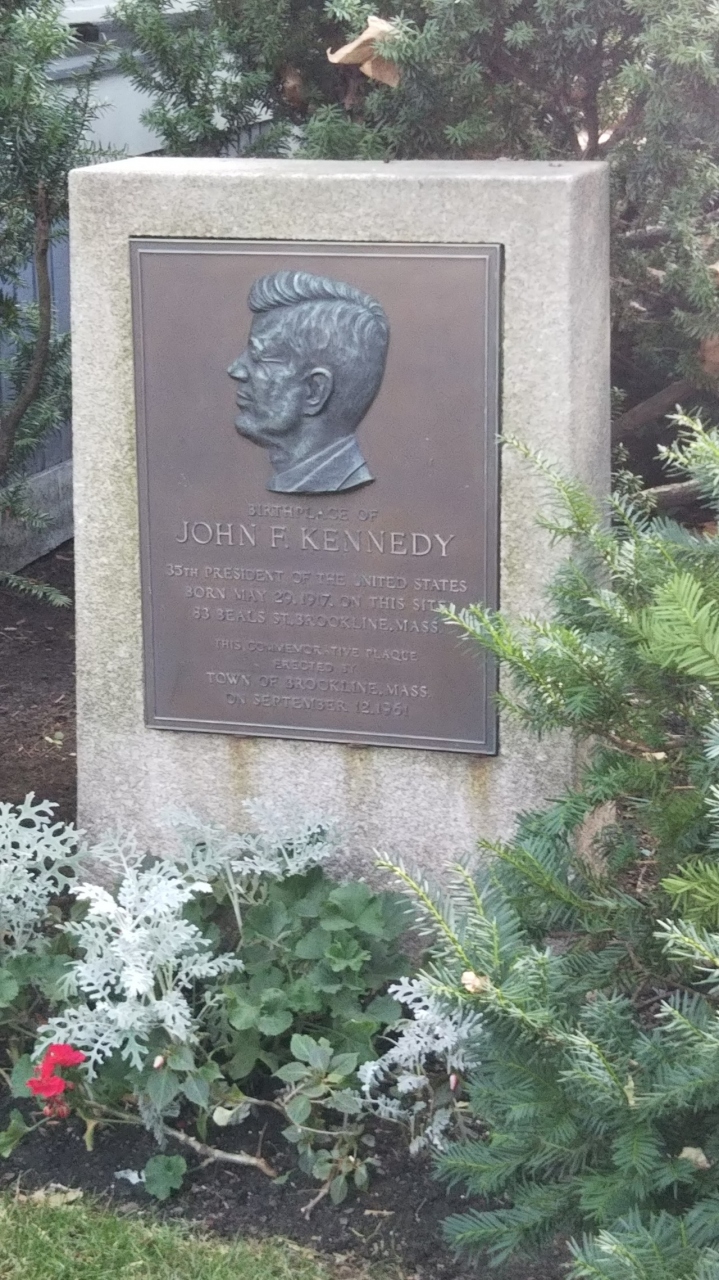 BIRTHPLACE OF
JOHN F. KENNEDY
35TH PRESIDENT OF THE UNITED STATES
BORN MAY 29, 1917, ON THIS SITE
83 BEALS ST. BROOKLINE, MASS.
THIS COMMEMORATIVE PLAQUE
ERECTED BY
TOWN OF BROOKLINE, MASS.
ON SEPTEMBER 12, 1961